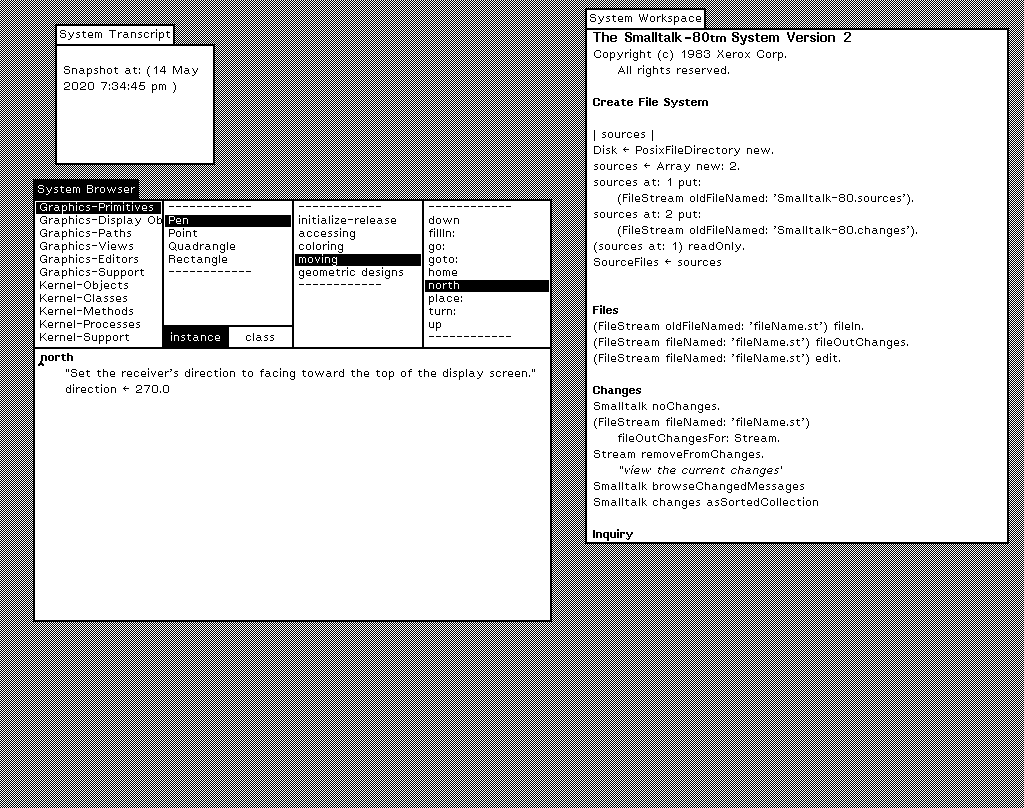 System Transcript
Snapshot at: (14 May
2020 7:34:45 pm )
System Browser
Graphics-Primitives
Graphics-Display Ob
Graphics-Paths
Graphics-Views
Graphics-Editors
Graphics-Support
Kernel-Objects
Kernel-Classes
Kernel-Methods
Kernel-Processes
Kernel-Support
------------
Pen
Point
Quadrangle
Rectangle
------------
instance
class
------------
initialize-release
accessing
coloring
moving
geometric designs
------------
------------
down
fillIn:
go:
goto:
home
north
place:
turn:
up
------------
north
"Set the receiver's direction to facing toward the top of the display screen."
direction ← 270.0
System Workspace
The Smalltalk-80tm System Version 2
Copyright (c) 1983 Xerox Corp.
All rights reserved.
Create File System
| sources |
Disk ← PosixFileDirectory new.
sources ← Array new: 2.
sources at: 1 put:
(FileStream oldFileNamed: 'Smalltalk-80.sources').
sources at: 2 put:
(FileStream oldFileNamed: 'Smalltalk-80.changes').
(sources at: 1) readOnly.
SourceFiles ← sources
Files
(FileStream oldFileNamed: 'fileName.st') fileIn.
(FileStream fileNamed: 'fileName.st') fileOutChanges.
(FileStream fileNamed: 'fileName.st') edit.
Changes
Smalltalk noChanges.
(FileStream fileNamed: 'fileName.st')
fileOutChangesFor: Stream.
Stream removeFromChanges.
"view the current changes'
Smalltalk browseChangedMessages
Smalltalk changes asSortedCollection
Inquiry